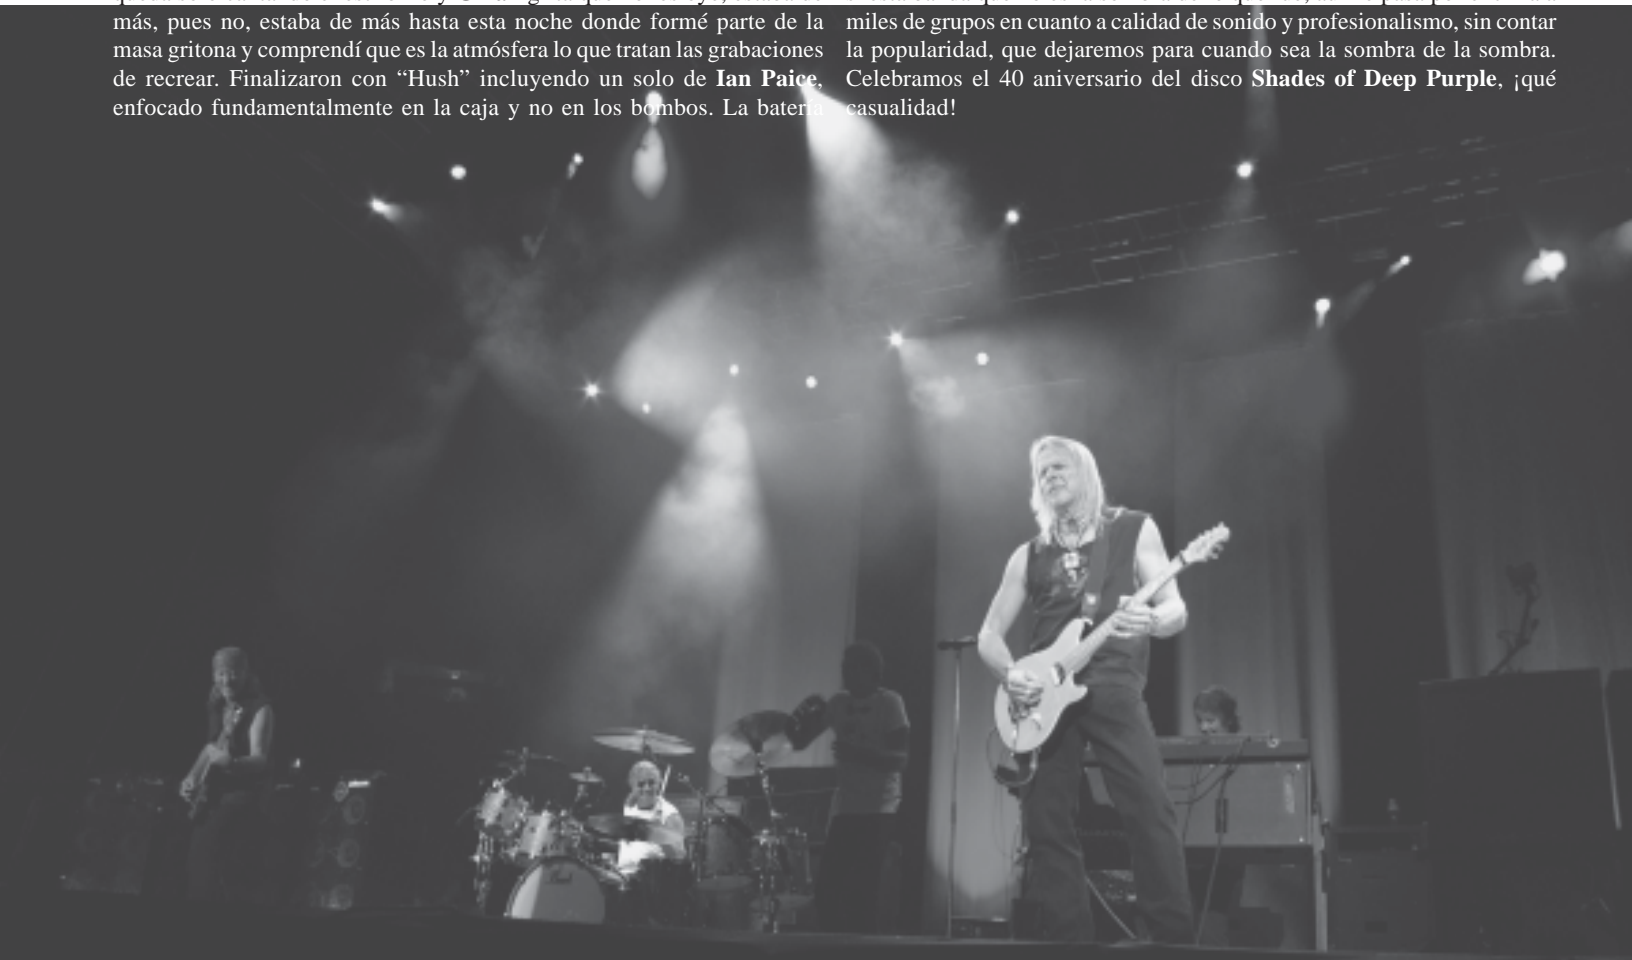 más, pues no, estaba de más hasta esta noche donde formé parte de la
masa gritona y comprendí que es la atmósfera lo que tratan las grabaciones
de recrear. Finalizaron con “Hush” incluyendo un solo de Ian Paice,
enfocado fundamentalmente en la caja y no en los bombos. La batería
miles de grupos en cuanto a calidad de sonido y profesionalismo, sin contar
la popularidad, que dejaremos para cuando sea la sombra de la sombra.
Celebramos el 40 aniversario del disco Shades of Deep Purple, ¡qué
casualidad!